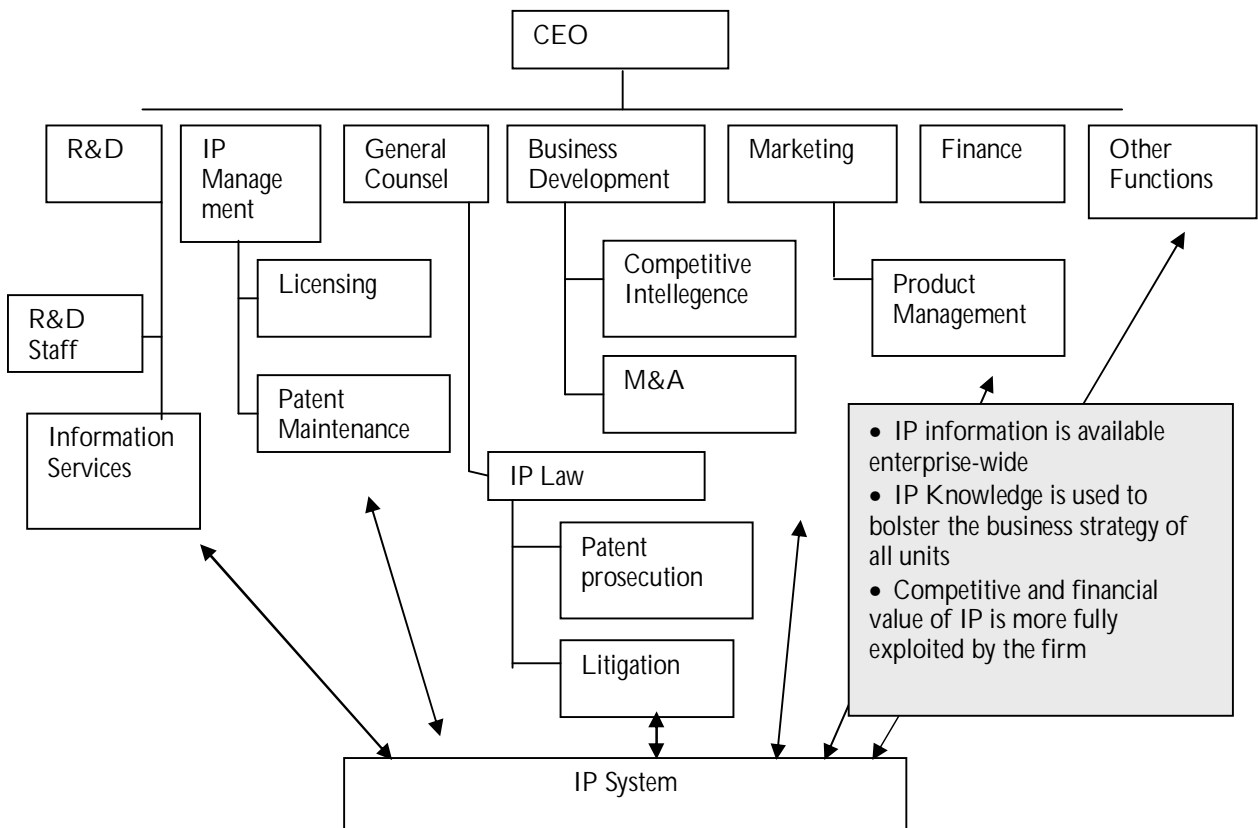 CEO
R&D
IP
Manage
ment
General
Counsel
Business
Development
Marketing
Finance
Other
Functions
Licensing
Competitive
Intellegence
Product
Management
R&D
Staff
M&A
Patent
Maintenance
Information
Services
IP Law
• IP information is available
enterprise-wide
• IP Knowledge is used to
bolster the business strategy of
all units
• Competitive and financial
value of IP is more fully
exploited by the firm
Patent
prosecution
Litigation
IP System